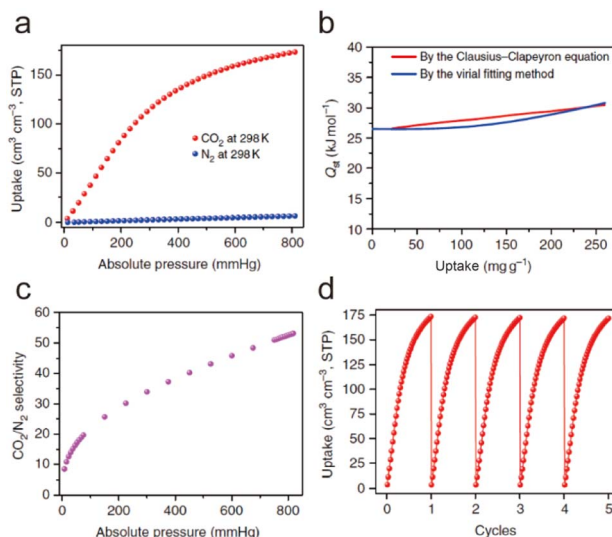 a
Uptake (cm³ cm⁻³, STP)
150
100
50
0
CO₂ at 298 K
N₂ at 298 K
0 200 400 600 800
Absolute pressure (mmHg)
b
Qst (kJ mol⁻¹)
40
35
30
25
20
15
10
By the Clausius–Clapeyron equation
By the virial fitting method
0 50 100 150 200 250
Uptake (mg g⁻¹)
c
CO₂/N₂ selectivity
60
50
40
30
20
10
0
0 200 400 600 800
Absolute pressure (mmHg)
d
Uptake (cm³ cm⁻³, STP)
175
150
125
100
75
50
25
0
0 1 2 3 4 5
Cycles